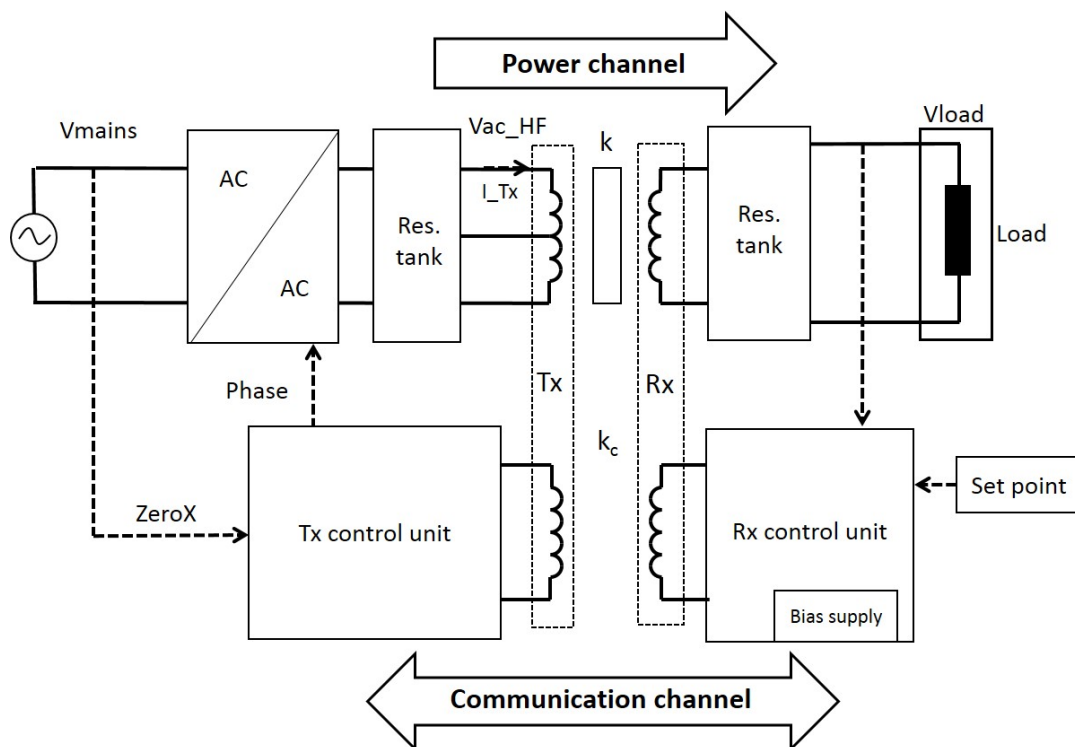 Power channel
Vmains
Vac_HF
k
Vload
AC
AC
Res.
tank
I_Tx
Res.
tank
Load
Phase
Tx
Rx
kc
ZeroX
Tx control unit
Rx control unit
Set point
Bias supply
Communication channel